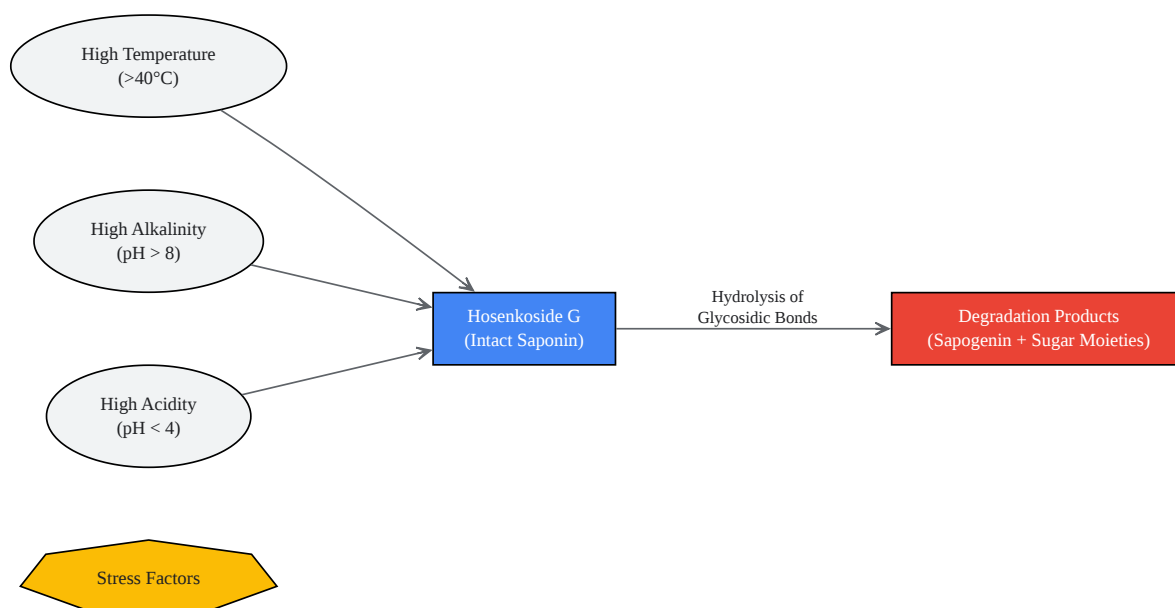 High Temperature
(>40°C)
High Alkalinity
(pH > 8)
Hosenkoside G
(Intact Saponin)
Hydrolysis of
Glycosidic Bonds
Degradation Products
(Sapogenin + Sugar Moieties)
High Acidity
(pH < 4)
Stress Factors